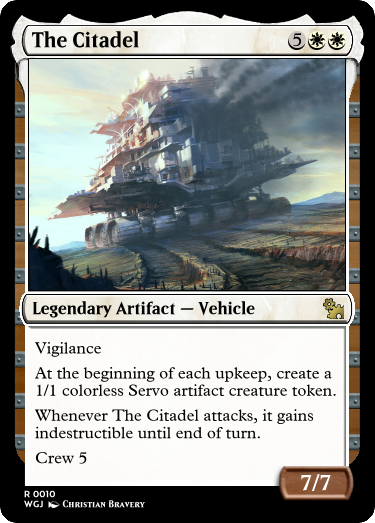 The Citadel 5
Legendary Artifact — Vehicle
Vigilance
At the beginning of each upkeep, create a
1/1 colorless Servo artifact creature token.
Whenever The Citadel attacks, it gains
indestructible until end of turn.
Crew 5
7/7
R 0010
WGJ Christian Bravery